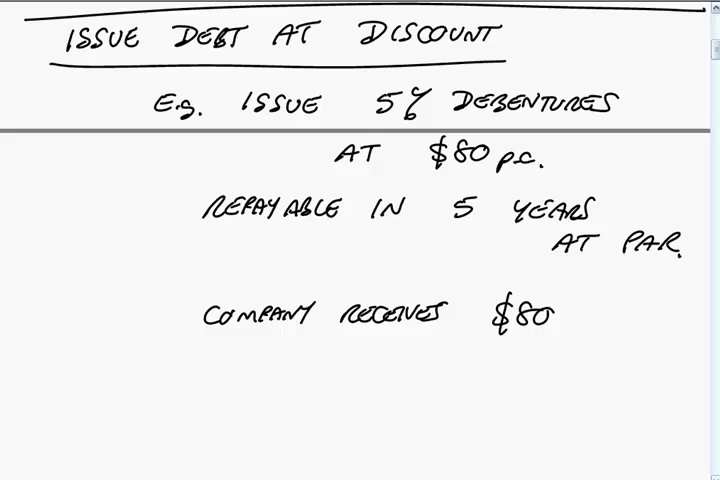 ISSUE DEBT AT DISCOUNT
E.g. ISSUE 5% DEBENTURES
AT $80 p.c.
REPAYABLE IN 5 YEARS
AT PAR.
COMPANY RECEIVES $80